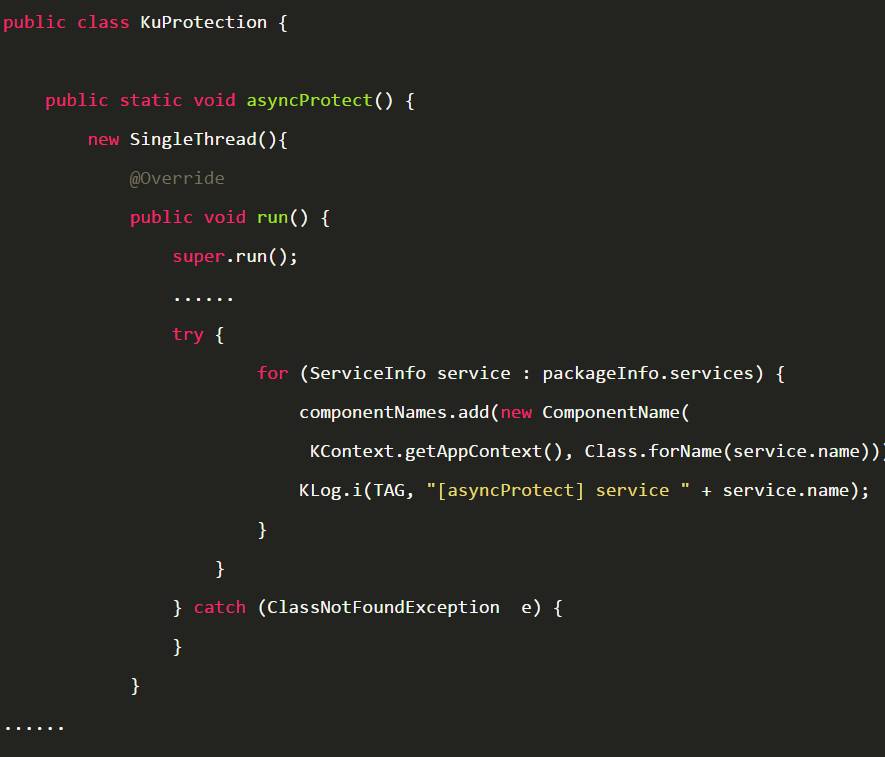 public class KuProtection {
    public static void asyncProtect() {
        new SingleThread(){
            @Override
            public void run() {
                super.run();
                ......
                try {
                        for (ServiceInfo service : packageInfo.services) {
                            componentNames.add(new ComponentName(
                             KContext.getAppContext(), Class.forName(service.name)))
                            KLog.i(TAG, "[asyncProtect] service " + service.name);
                        }
                    }
                } catch (ClassNotFoundException  e) {
                }
            }
......